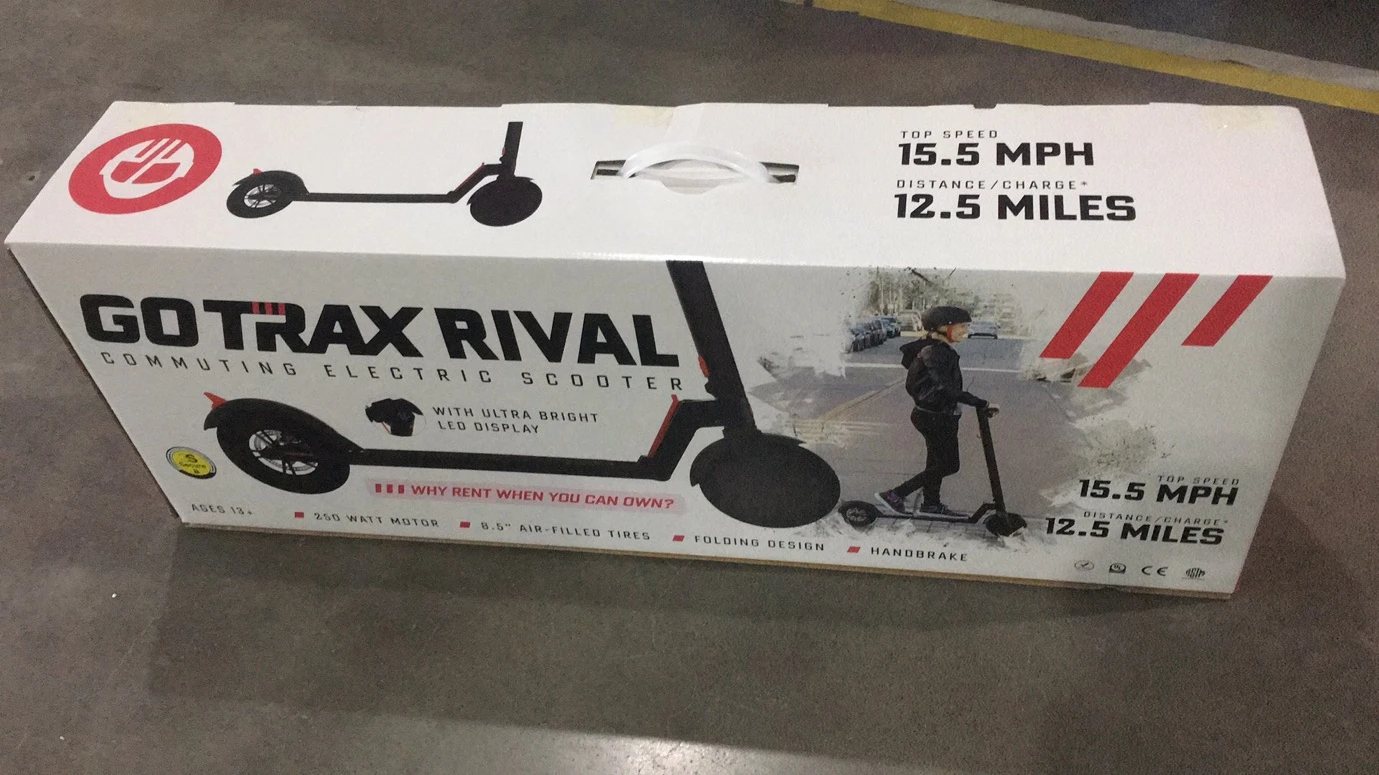 TOP SPEED
15.5 MPH
DISTANCE/CHARGE*
12.5 MILES
GOTRAX RIVAL
COMMUTING ELECTRIC SCOOTER
WITH ULTRA BRIGHT
LED DISPLAY
S
Secure
WHY RENT WHEN YOU CAN OWN?
AGES 13+
250 WATT MOTOR
8.5" AIR-FILLED TIRES
FOLDING DESIGN
HANDBRAKE
TOP SPEED
15.5 MPH
DISTANCE/CHARGE*
12.5 MILES
CE